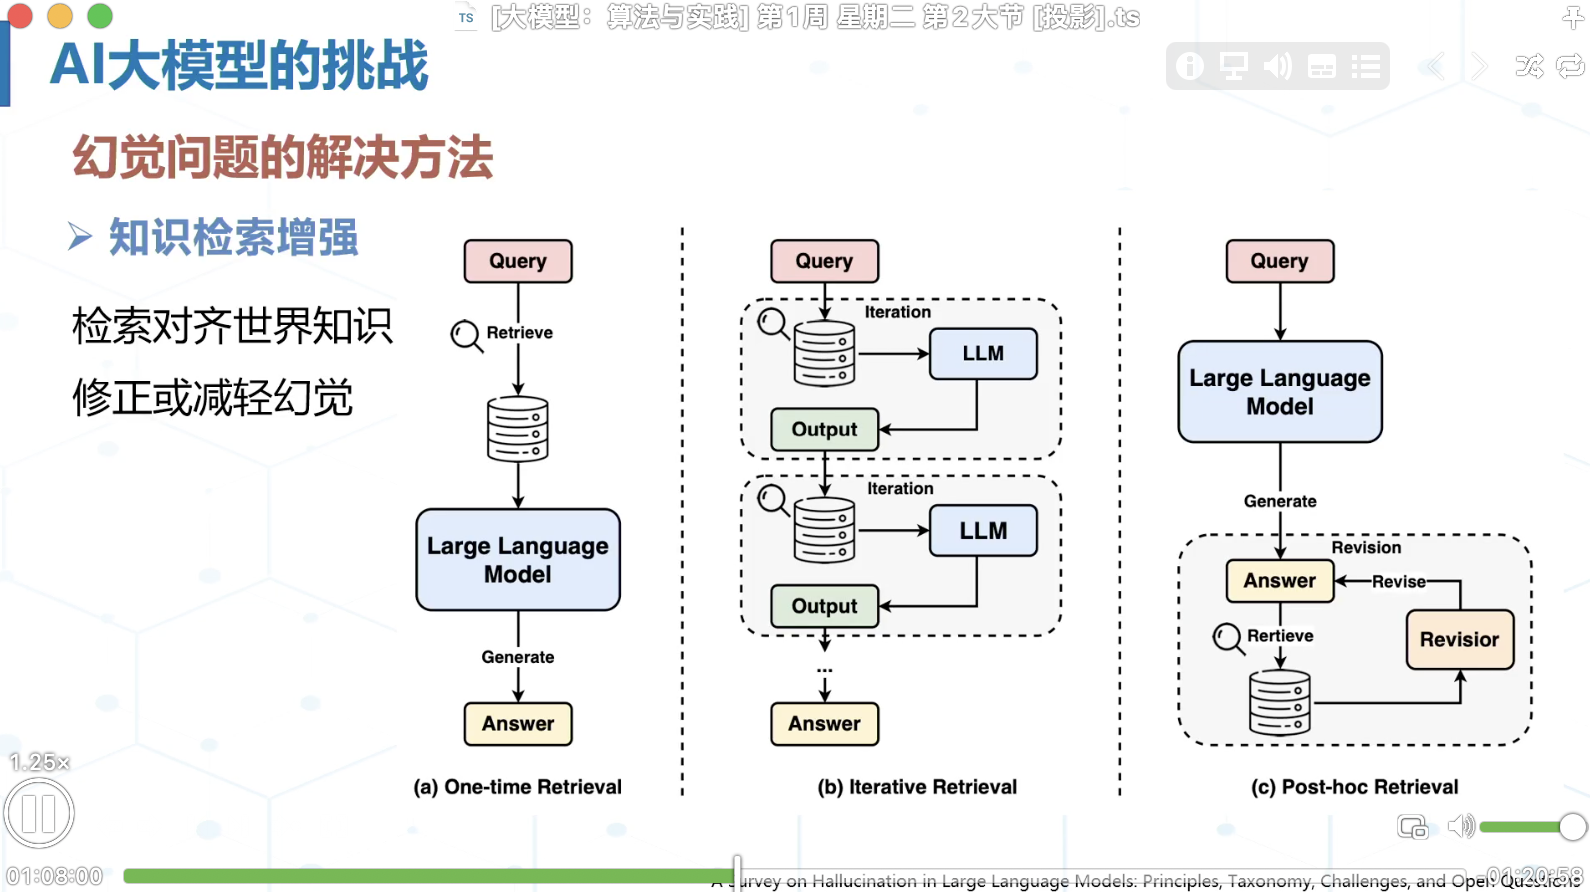 TS [大模型：算法与实践] 第1周 星期二 第2大节 [投影].ts
AI大模型的挑战
幻觉问题的解决方法
知识检索增强
检索对齐世界知识
修正或减轻幻觉
Query
Retrieve
Large Language
Model
Generate
Answer
(a) One-time Retrieval
Query
Iteration
LLM
Output
Iteration
LLM
Output
...
Answer
(b) Iterative Retrieval
Query
Large Language
Model
Generate
Revision
Answer
Revise
Rertieve
Revisior
(c) Post-hoc Retrieval
1.25×
01:08:00
-01:20:58
A Survey on Hallucination in Large Language Models: Principles, Taxonomy, Challenges, and Open Questions